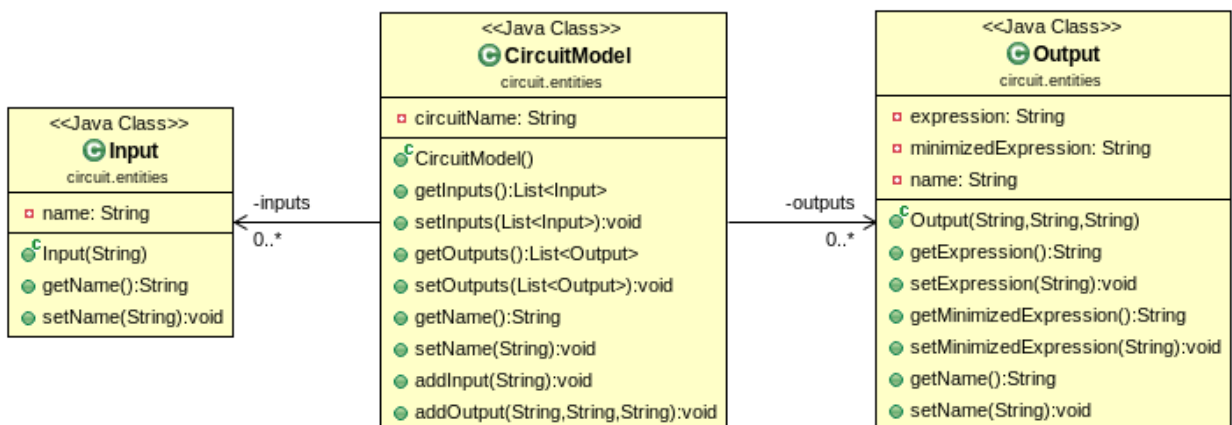 <<Java Class>>
Input
circuit.entities
name: String
Input(String)
getName():String
setName(String):void
-inputs
0..*
<<Java Class>>
CircuitModel
circuit.entities
circuitName: String
CircuitModel()
getInputs():List<Input>
setInputs(List<Input>):void
getOutputs():List<Output>
setOutputs(List<Output>):void
getName():String
setName(String):void
addInput(String):void
addOutput(String,String,String):void
-outputs
0..*
<<Java Class>>
Output
circuit.entities
expression: String
minimizedExpression: String
name: String
Output(String,String,String)
getExpression():String
setExpression(String):void
getMinimizedExpression():String
setMinimizedExpression(String):void
getName():String
setName(String):void